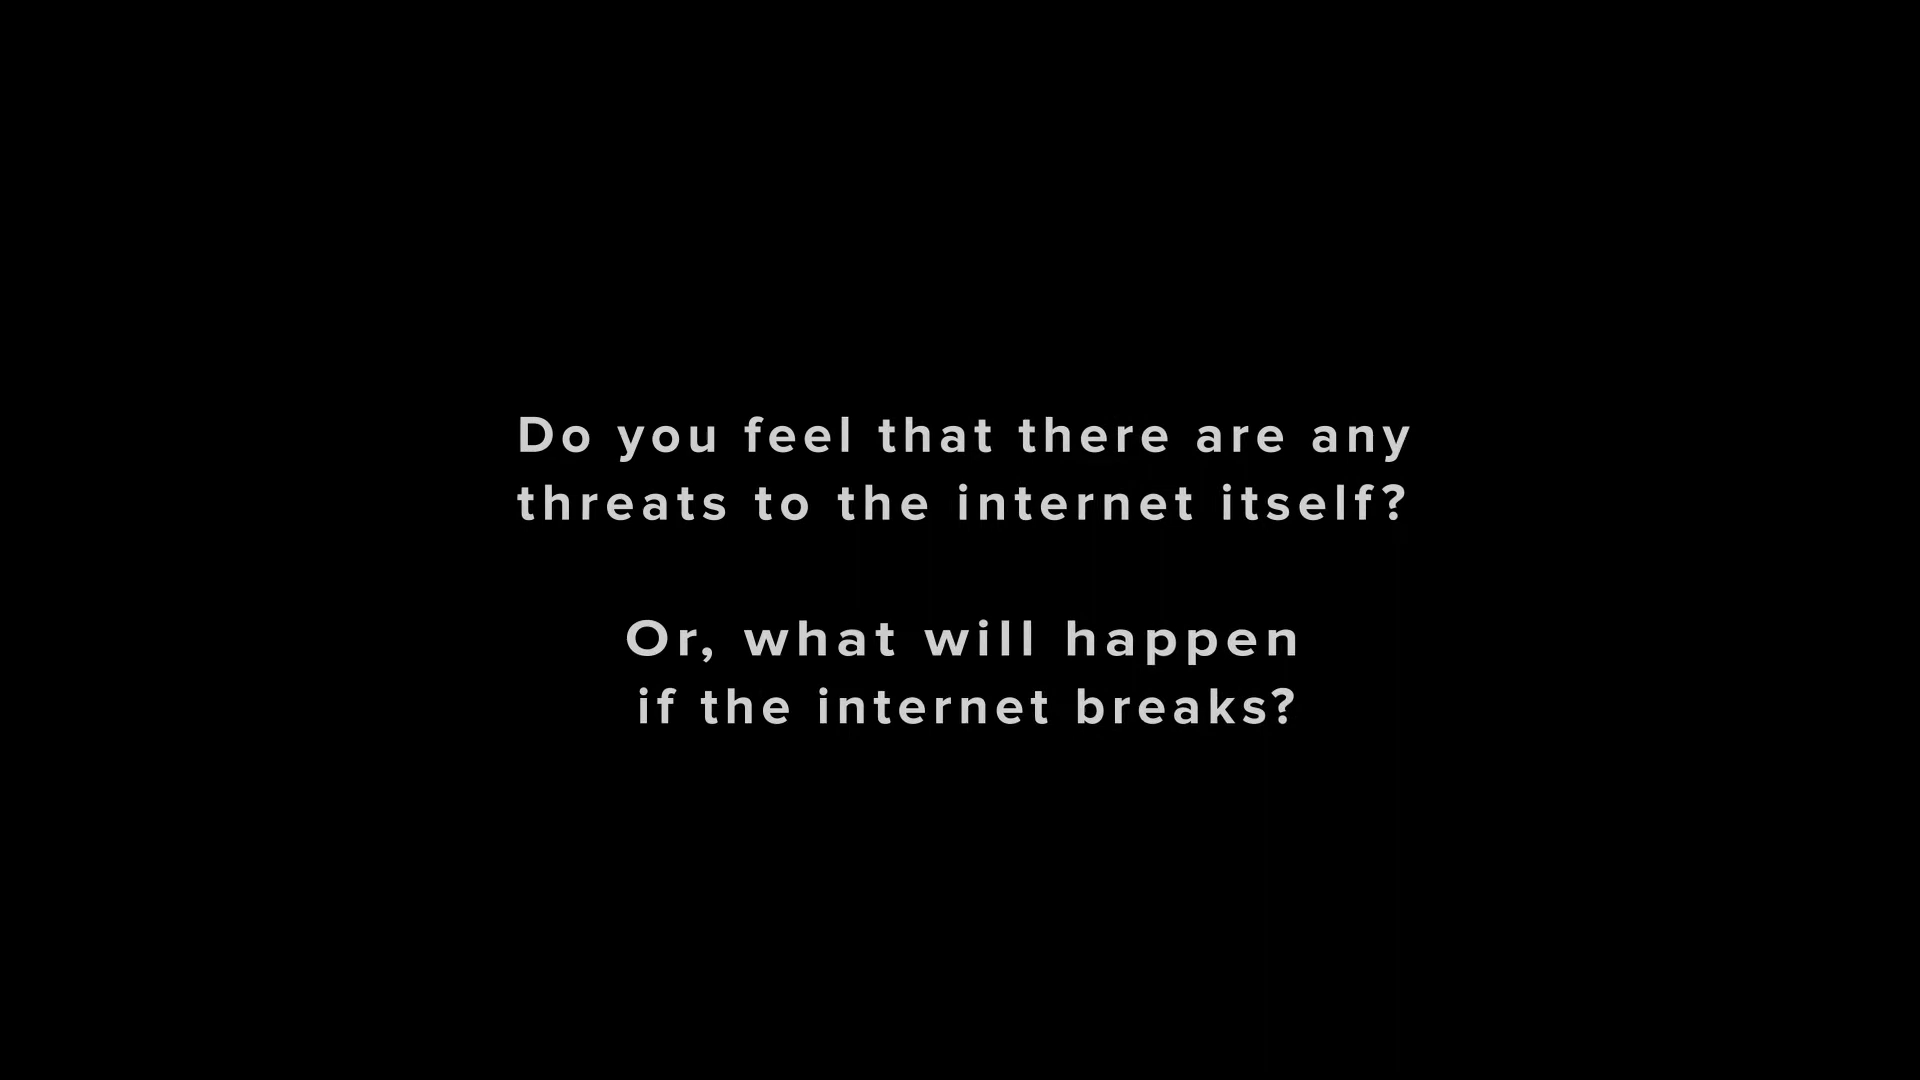 Do you feel that there are any
threats to the internet itself?
Or, what will happen
if the internet breaks?